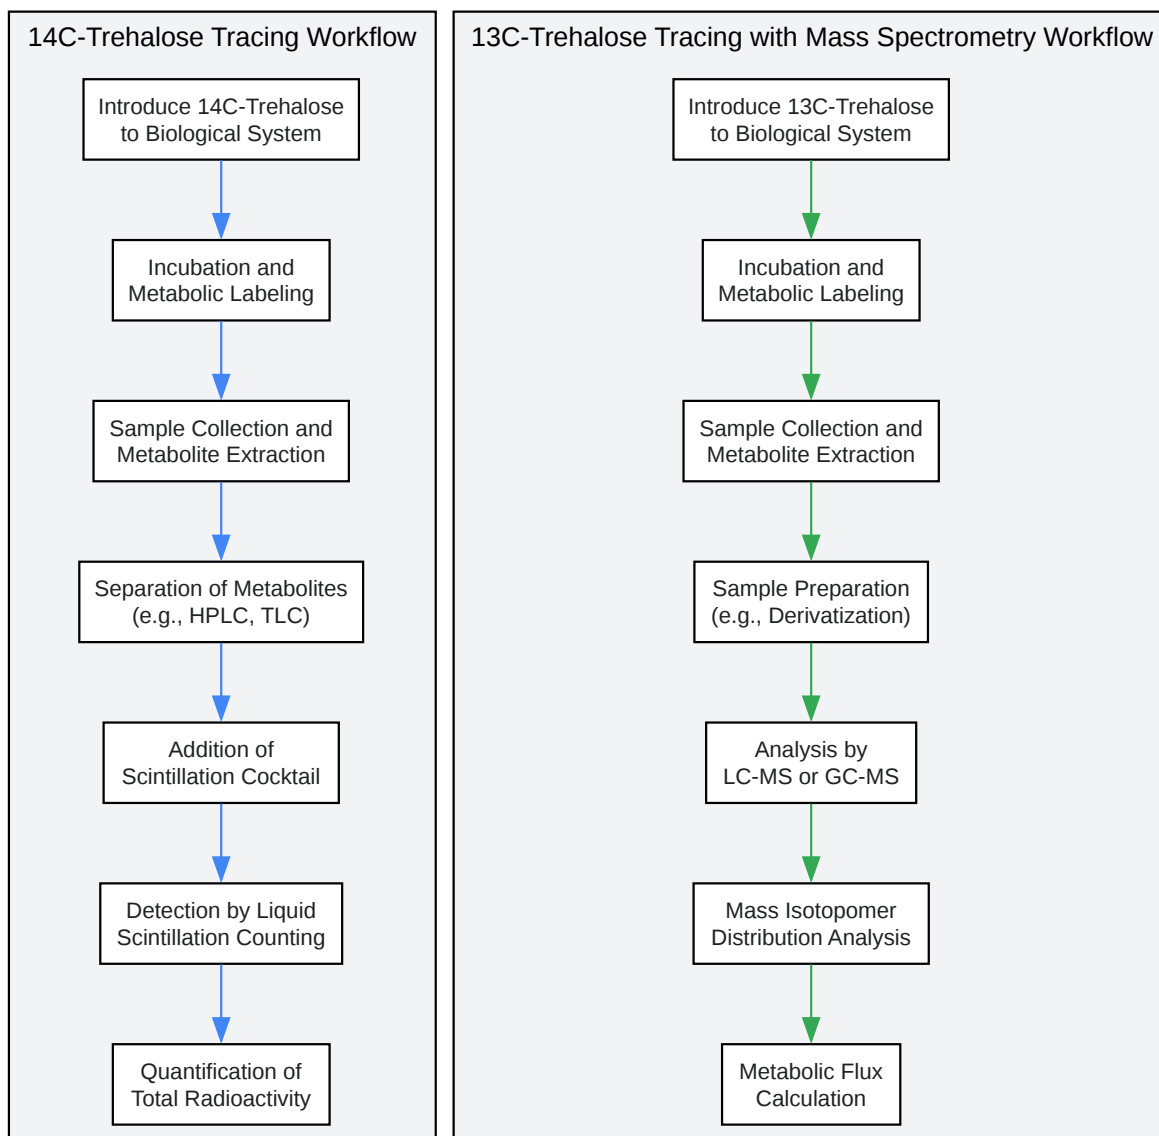 14C-Trehalose Tracing Workflow
Introduce 14C-Trehalose
to Biological System
Incubation and
Metabolic Labeling
Sample Collection and
Metabolite Extraction
Separation of Metabolites
(e.g., HPLC, TLC)
Addition of
Scintillation Cocktail
Detection by Liquid
Scintillation Counting
Quantification of
Total Radioactivity
13C-Trehalose Tracing with Mass Spectrometry Workflow
Introduce 13C-Trehalose
to Biological System
Incubation and
Metabolic Labeling
Sample Collection and
Metabolite Extraction
Sample Preparation
(e.g., Derivatization)
Analysis by
LC-MS or GC-MS
Mass Isotopomer
Distribution Analysis
Metabolic Flux
Calculation